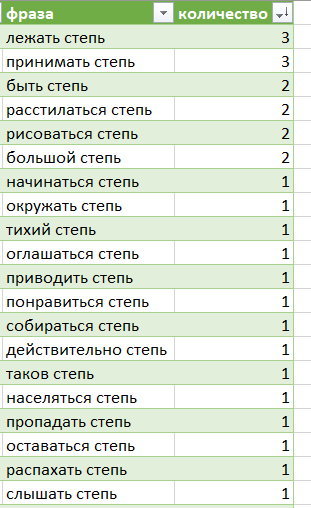 фраза количество
лежать степь 3
принимать степь 3
быть степь 2
расстилаться степь 2
рисоваться степь 2
большой степь 2
начинаться степь 1
окружать степь 1
тихий степь 1
оглашаться степь 1
приводить степь 1
понравиться степь 1
собираться степь 1
действительно степь 1
таков степь 1
населяться степь 1
пропадать степь 1
оставаться степь 1
распахать степь 1
слышать степь 1